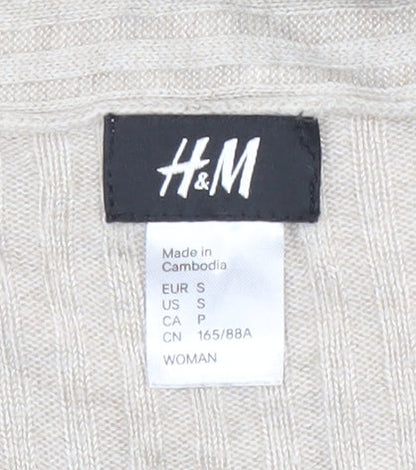 H&M
Made in
Cambodia
EUR S
US S
CA P
CN 165/88A
WOMAN